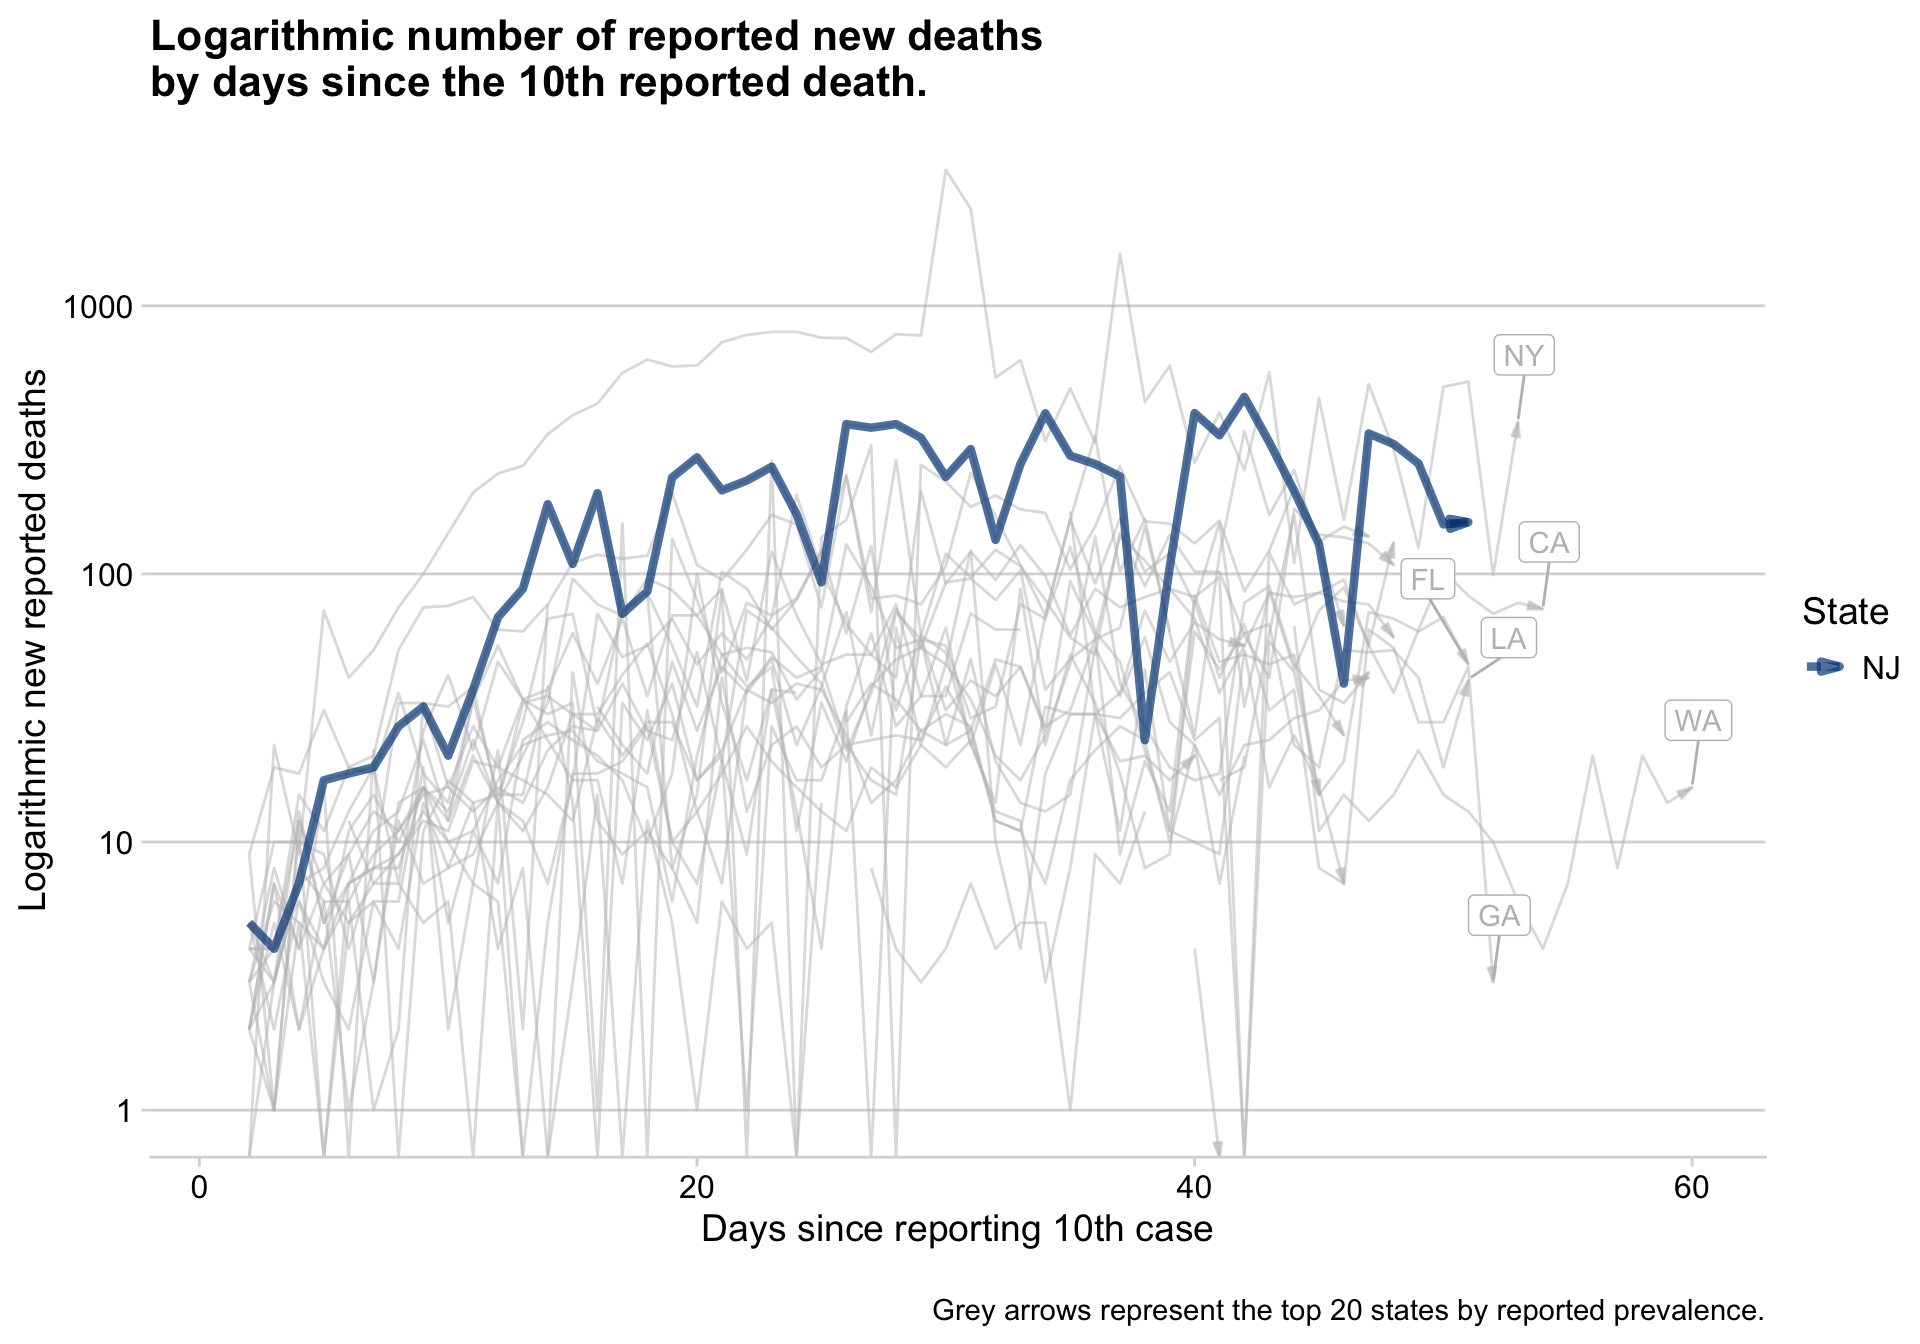 Logarithmic number of reported new deaths
by days since the 10th reported death.
Logarithmic new reported deaths
1000
100
10
1
NY
CA
FL
LA
WA
GA
State
NJ
0 20 40 60
Days since reporting 10th case
Grey arrows represent the top 20 states by reported prevalence.